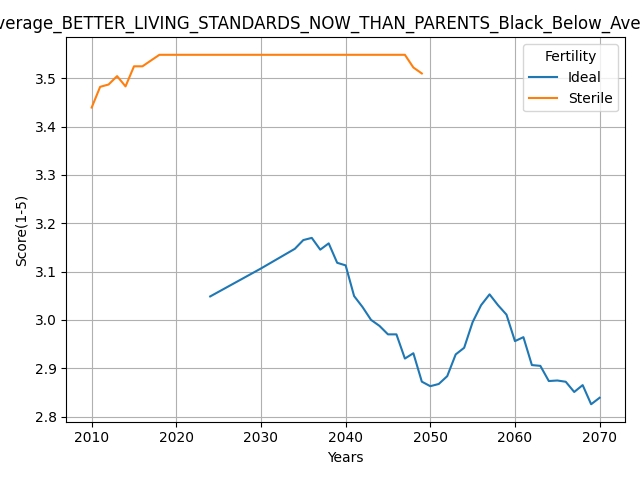 verage_BETTER_LIVING_STANDARDS_NOW_THAN_PARENTS_Black_Below_Ave
Fertility
Ideal
Sterile
3.5
3.4
3.3
3.2
3.1
3.0
2.9
2.8
Score(1-5)
2010 2020 2030 2040 2050 2060 2070
Years